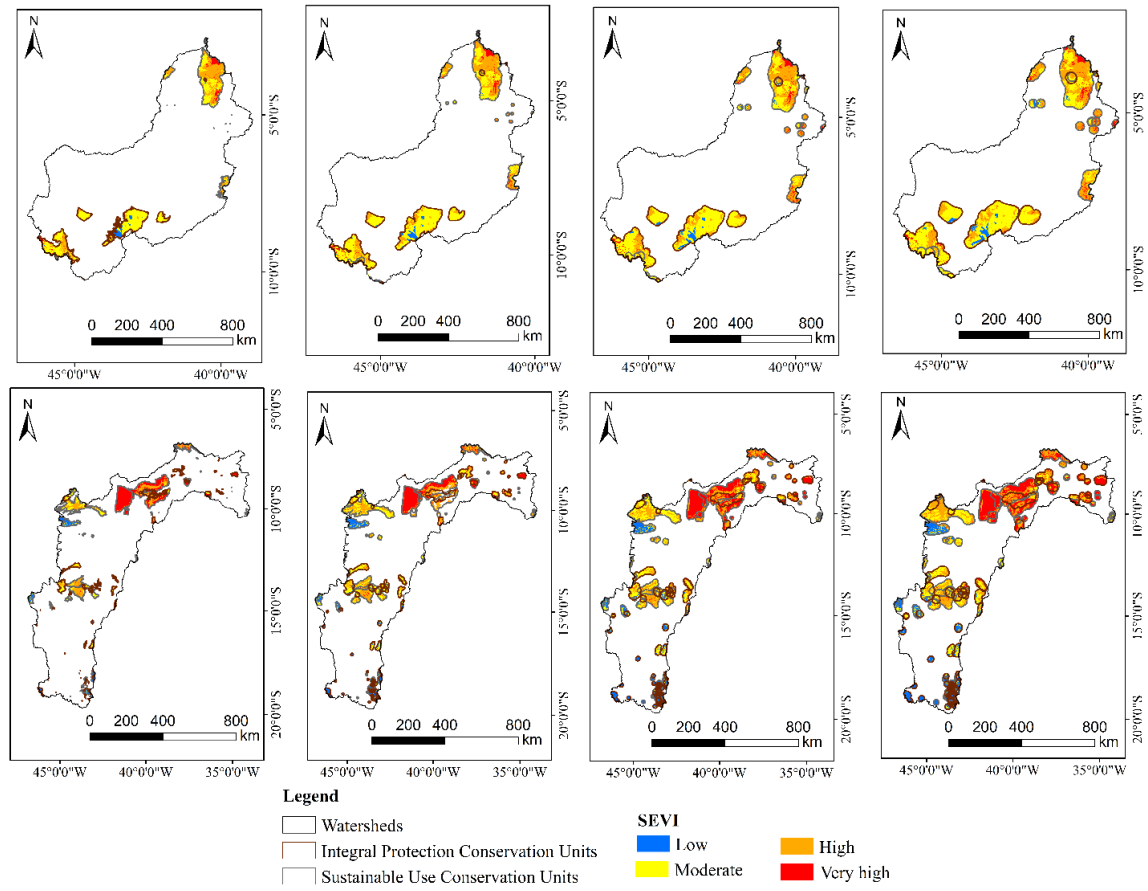 N N N N
5°0'0"S 5°0'0"S 5°0'0"S 5°0'0"S
10°0'0"S 10°0'0"S 10°0'0"S 10°0'0"S
0 200 400 800 0 200 400 800 0 200 400 800 0 200 400 800
km km km km
45°0'0"W 40°0'0"W 45°0'0"W 40°0'0"W 45°0'0"W 40°0'0"W 45°0'0"W 40°0'0"W
N N N N
5°0'0"S 5°0'0"S 5°0'0"S 5°0'0"S
10°0'0"S 10°0'0"S 10°0'0"S 10°0'0"S
15°0'0"S 15°0'0"S 15°0'0"S 15°0'0"S
0 200 400 800 0 200 400 800 0 200 400 800 0 200 400 800
km km km km
20°0'0"S 20°0'0"S 20°0'0"S 20°0'0"S
45°0'0"W 40°0'0"W 35°0'0"W 45°0'0"W 40°0'0"W 35°0'0"W 45°0'0"W 40°0'0"W 35°0'0"W 45°0'0"W 40°0'0"W 35°0'0"W
Legend
Watersheds
Integral Protection Conservation Units
Sustainable Use Conservation Units
SEVI
Low
Moderate
High
Very high